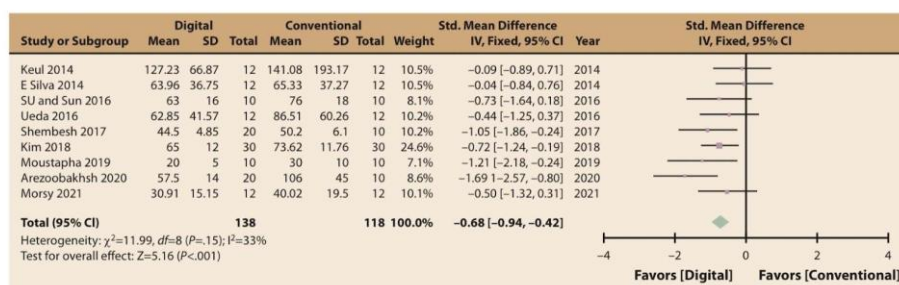 Digital Conventional Std. Mean Difference Std. Mean Difference
Study or Subgroup Mean SD Total Mean SD Total Weight IV, Fixed, 95% CI Year IV, Fixed, 95% CI
Keul 2014 127.23 66.87 12 141.08 193.17 12 10.5% −0.09 [−0.89, 0.71] 2014
E Silva 2014 63.96 36.75 12 65.33 37.27 12 10.5% −0.04 [−0.84, 0.76] 2014
SU and Sun 2016 63 16 10 76 18 10 8.1% −0.73 [−1.64, 0.18] 2016
Ueda 2016 62.85 41.57 12 86.51 60.26 12 10.2% −0.44 [−1.25, 0.37] 2016
Shembesh 2017 44.5 4.85 20 50.2 6.1 10 10.2% −1.05 [−1.86, −0.24] 2017
Kim 2018 65 12 30 73.62 11.76 30 24.6% −0.72 [−1.24, −0.19] 2018
Moustapha 2019 20 5 10 30 10 10 7.1% −1.21 [−2.18, −0.24] 2019
Arezoobakhsh 2020 57.5 14 20 106 45 10 8.6% −1.69 1−2.57, −0.80] 2020
Morsy 2021 30.91 15.15 12 40.02 19.5 12 10.2% −0.50 [−1.32, 0.31] 2021
Total (95% CI) 138 118 100.0% −0.68 [−0.94, −0.42]
Heterogeneity: χ²=11.99, df=8 (P=.15); I²=33%
Test for overall effect: Z=5.16 (P<.001)
−4 −2 0 2 4
Favors [Digital] Favors [Conventional]